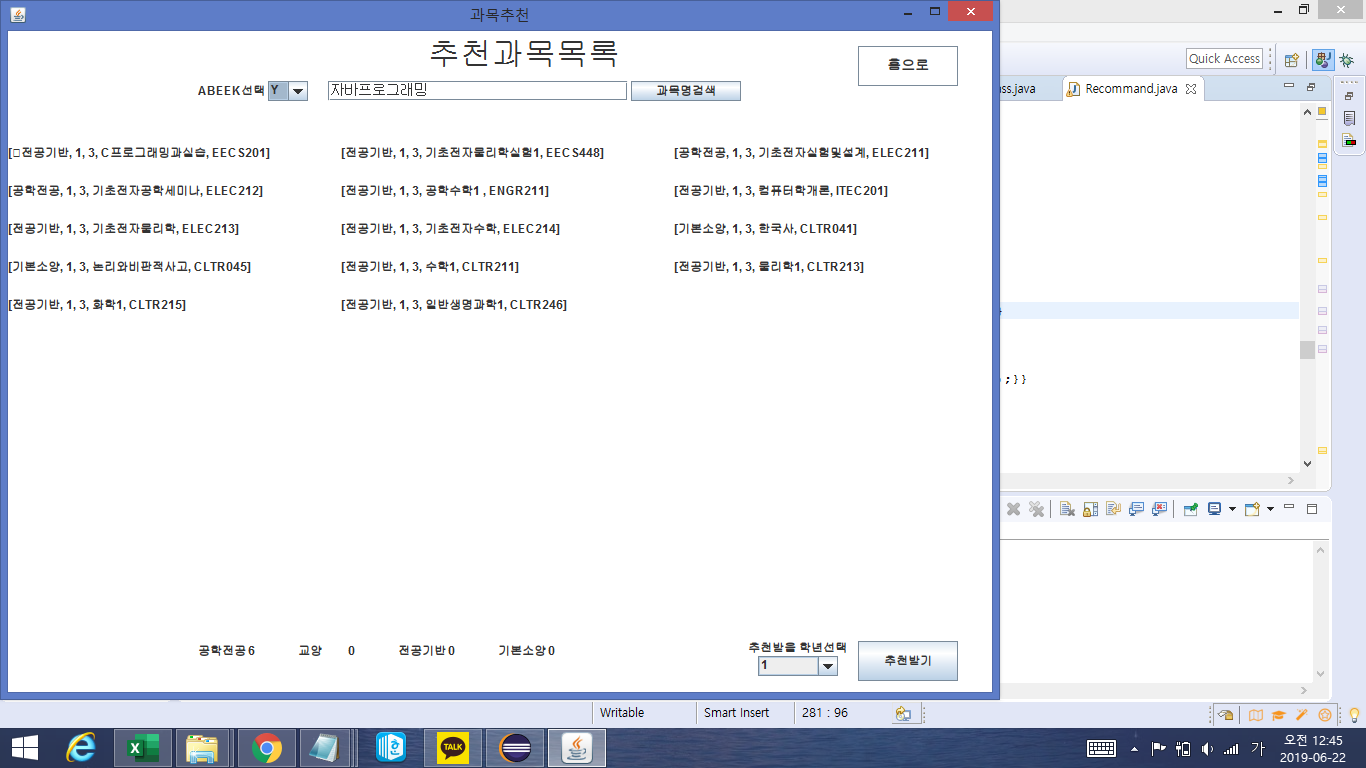 과목추천
추천과목목록
홈으로
ABEEK선택 Y 자바프로그래밍 과목명검색
[□전공기반, 1, 3, C프로그래밍과실습, EECS201] [전공기반, 1, 3, 기초전자물리학실험1, EECS448] [공학전공, 1, 3, 기초전자실험및설계, ELEC211]
[공학전공, 1, 3, 기초전자공학세미나, ELEC212] [전공기반, 1, 3, 공학수학1 , ENGR211] [전공기반, 1, 3, 컴퓨터학개론, ITEC201]
[전공기반, 1, 3, 기초전자물리학, ELEC213] [전공기반, 1, 3, 기초전자수학, ELEC214] [기본소양, 1, 3, 한국사, CLTR041]
[기본소양, 1, 3, 논리와비판적사고, CLTR045] [전공기반, 1, 3, 수학1, CLTR211] [전공기반, 1, 3, 물리학1, CLTR213]
[전공기반, 1, 3, 화학1, CLTR215] [전공기반, 1, 3, 일반생명과학1, CLTR246]
공학전공 6 교양 0 전공기반 0 기본소양 0
추천받을 학년선택
1
추천받기
Quick Access
ss.java Recommand.java
;}}
Writable Smart Insert 281 : 96
TALK
가
오전 12:45
2019-06-22